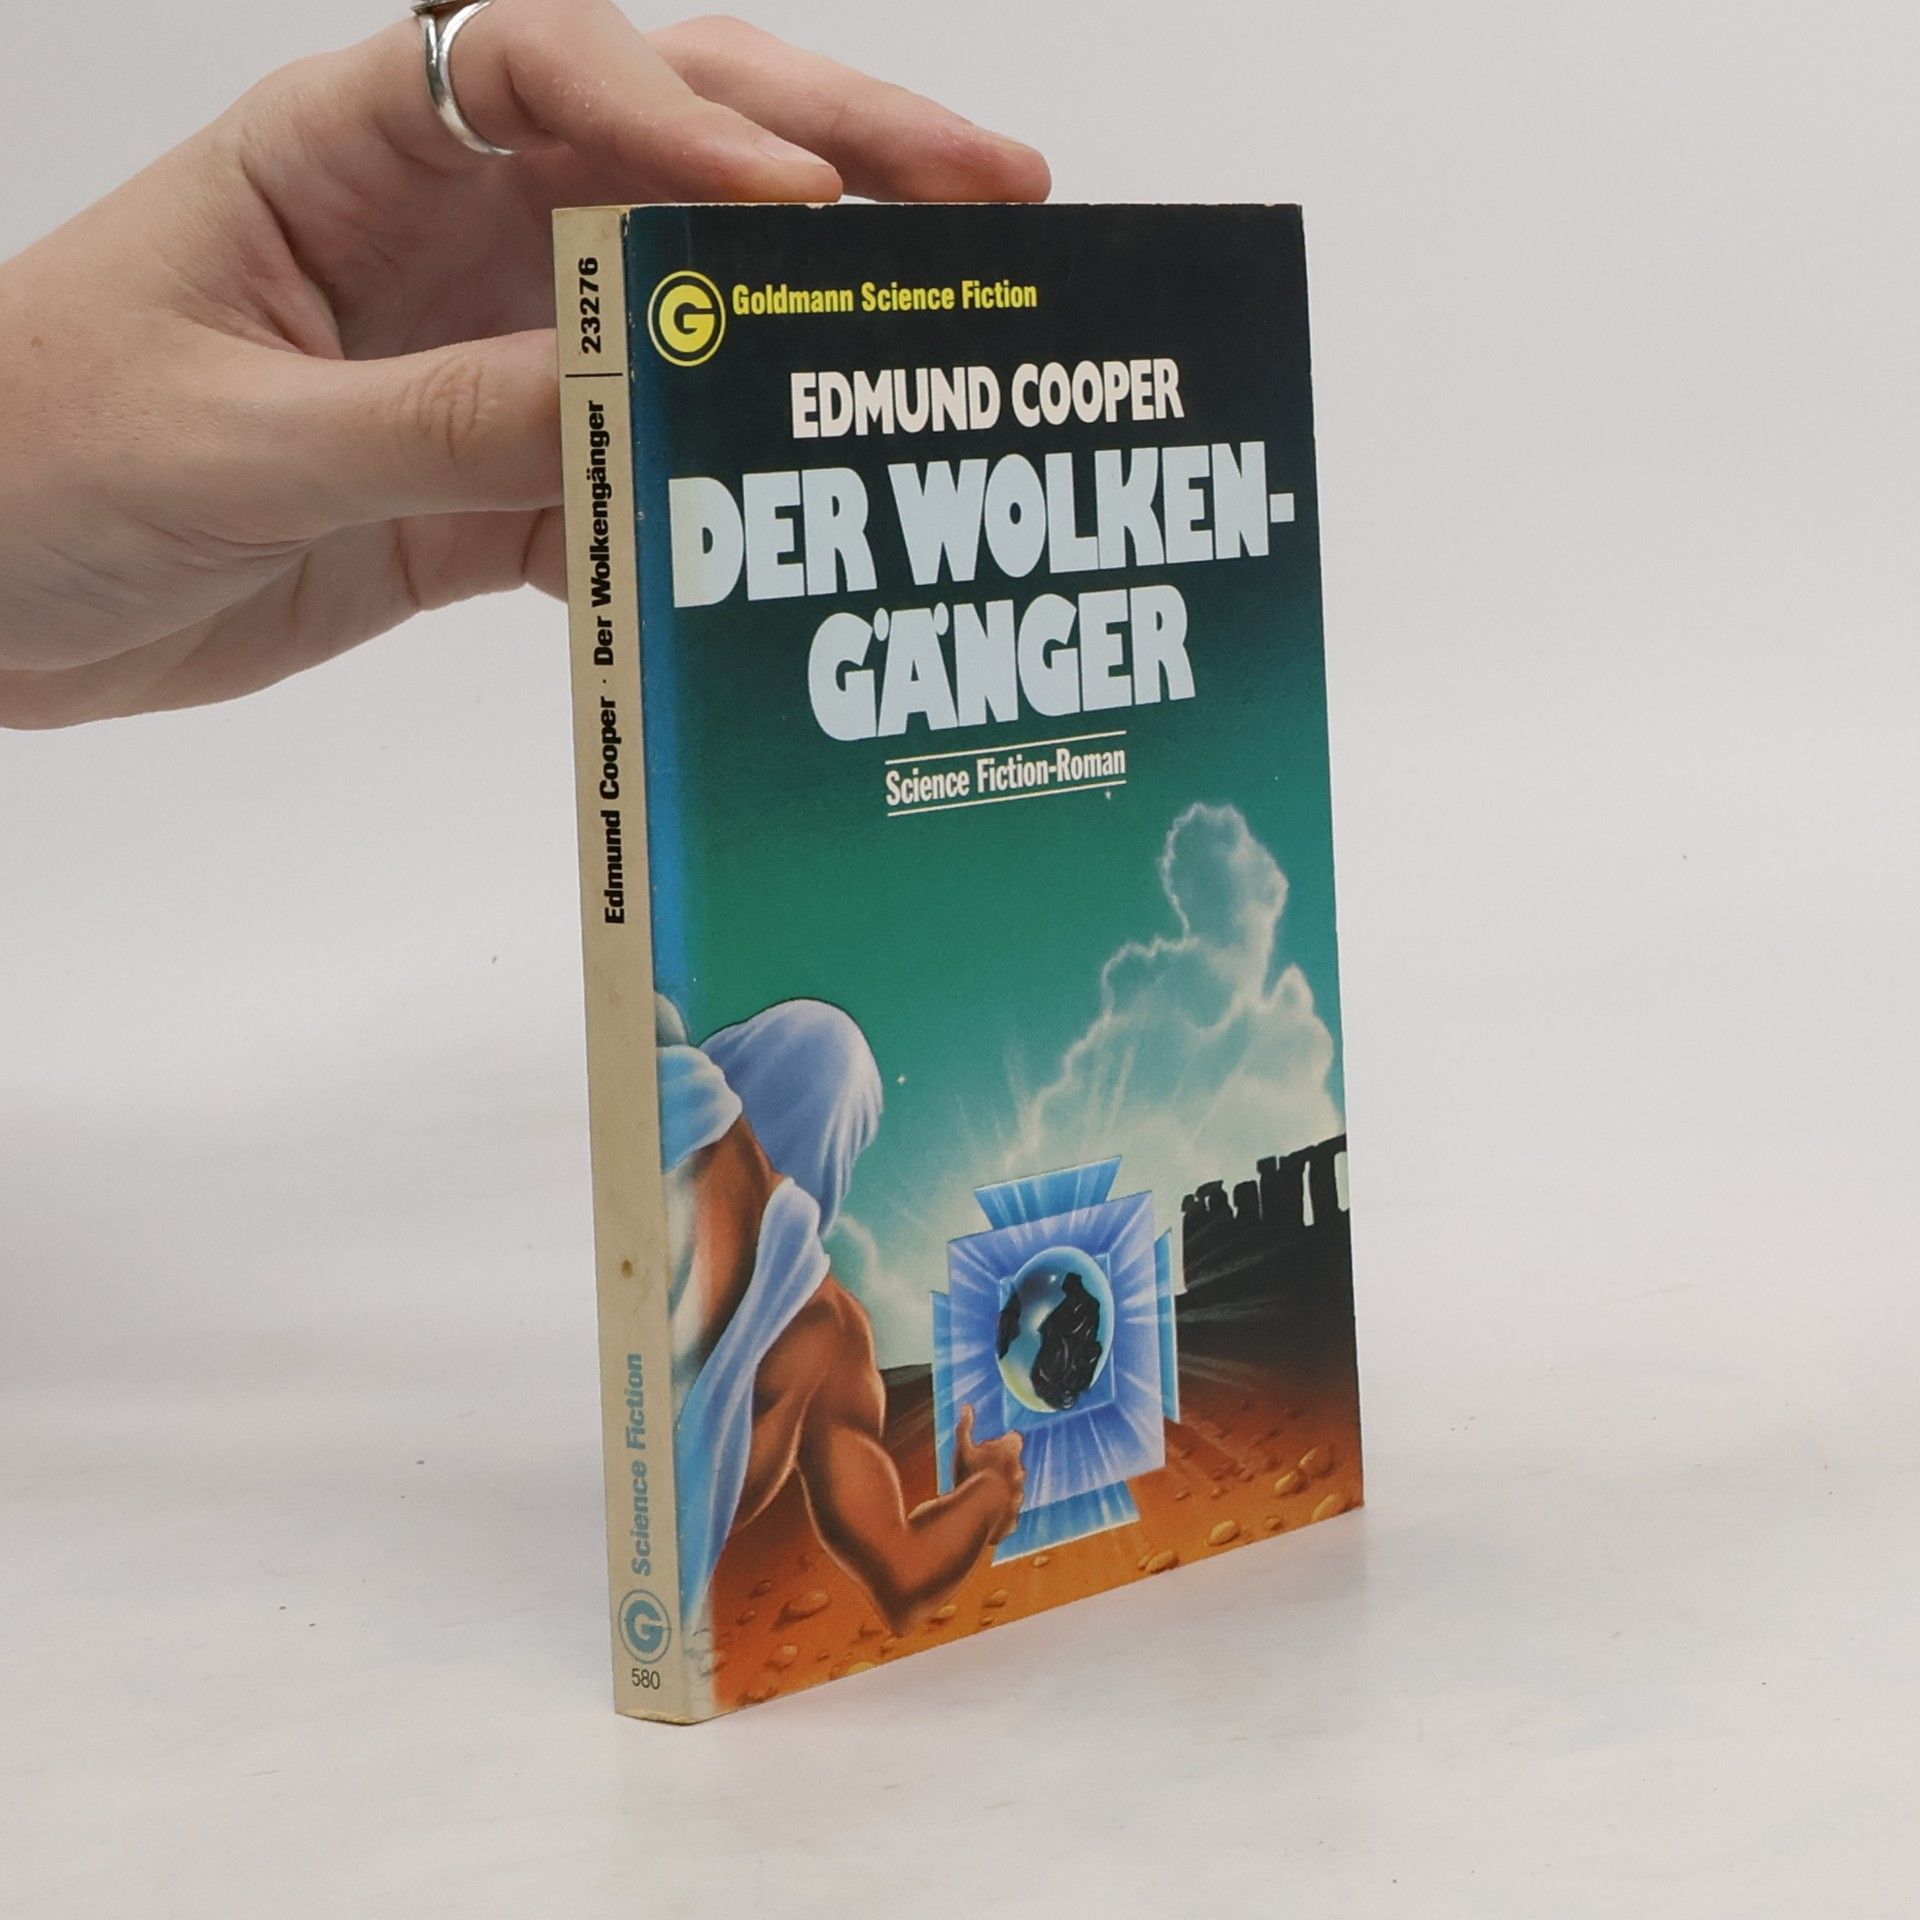 23276
Edmund Cooper · Der Wolkengänger
Science Fiction
G
580
G
Goldmann Science Fiction
EDMUND COOPER
DER WOLKEN-
GÄNGER
Science Fiction-Roman